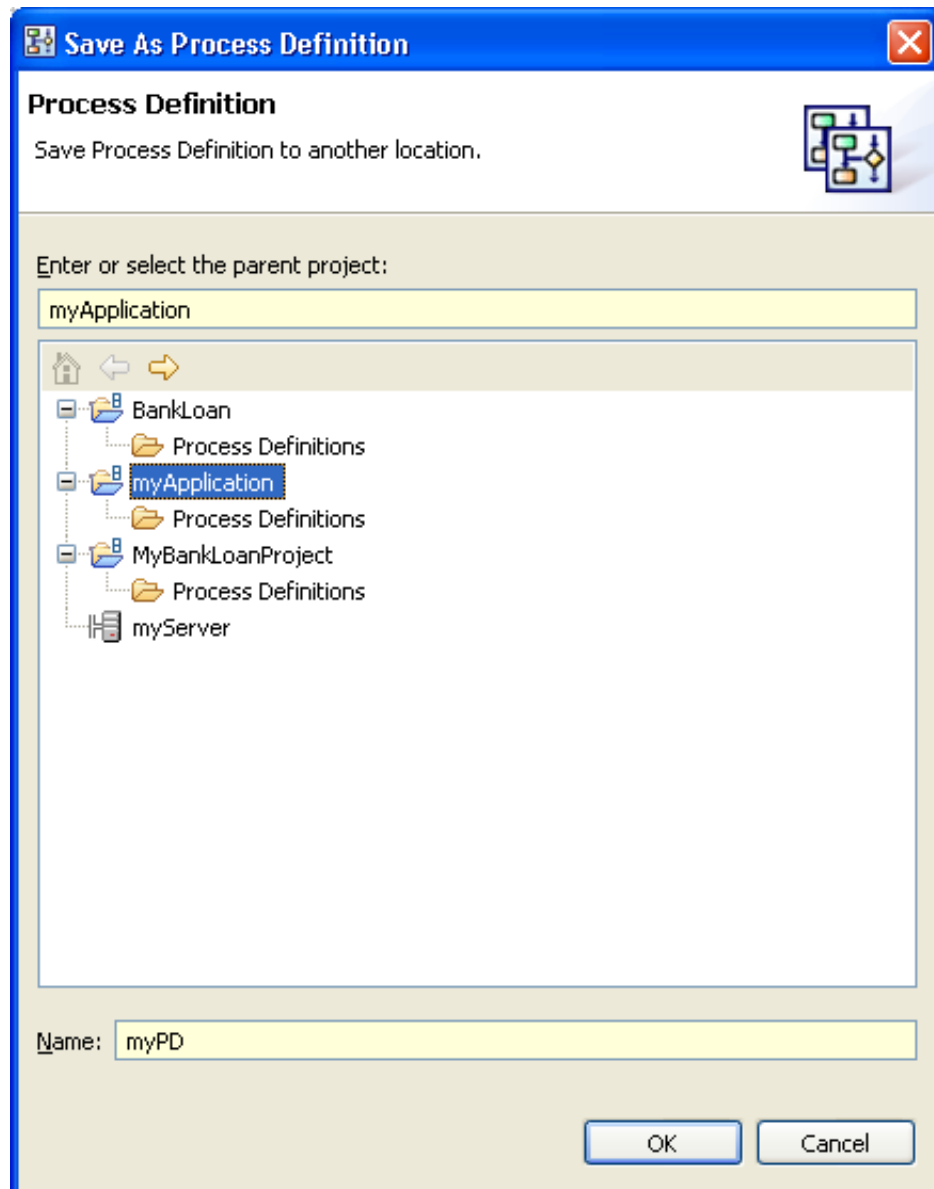 Save As Process Definition
Process Definition
Save Process Definition to another location.
Enter or select the parent project:
myApplication
BankLoan
Process Definitions
myApplication
Process Definitions
MyBankLoanProject
Process Definitions
myServer
Name: myPD
OK Cancel